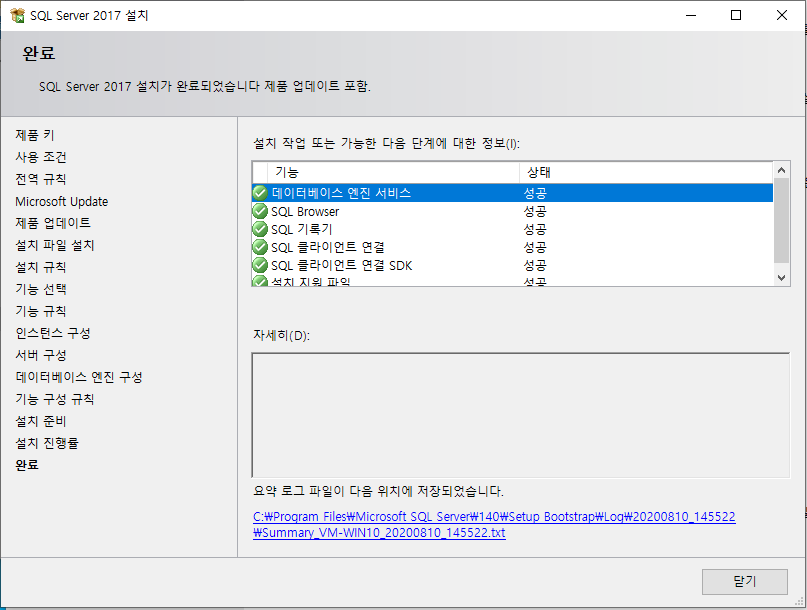 SQL Server 2017 설치
완료
SQL Server 2017 설치가 완료되었습니다 제품 업데이트 포함.
제품 키
사용 조건
전역 규칙
Microsoft Update
제품 업데이트
설치 파일 설치
설치 규칙
기능 선택
기능 규칙
인스턴스 구성
서버 구성
데이터베이스 엔진 구성
기능 구성 규칙
설치 준비
설치 진행률
완료
설치 작업 또는 가능한 다음 단계에 대한 정보(I):
기능 상태
데이터베이스 엔진 서비스 성공
SQL Browser 성공
SQL 기록기 성공
SQL 클라이언트 연결 성공
SQL 클라이언트 연결 SDK 성공
설치 지원 파일 성공
자세히(D):
요약 로그 파일이 다음 위치에 저장되었습니다.
C:₩Program Files₩Microsoft SQL Server₩140₩Setup Bootstrap₩Log₩20200810_145522
₩Summary_VM-WIN10_20200810_145522.txt
닫기